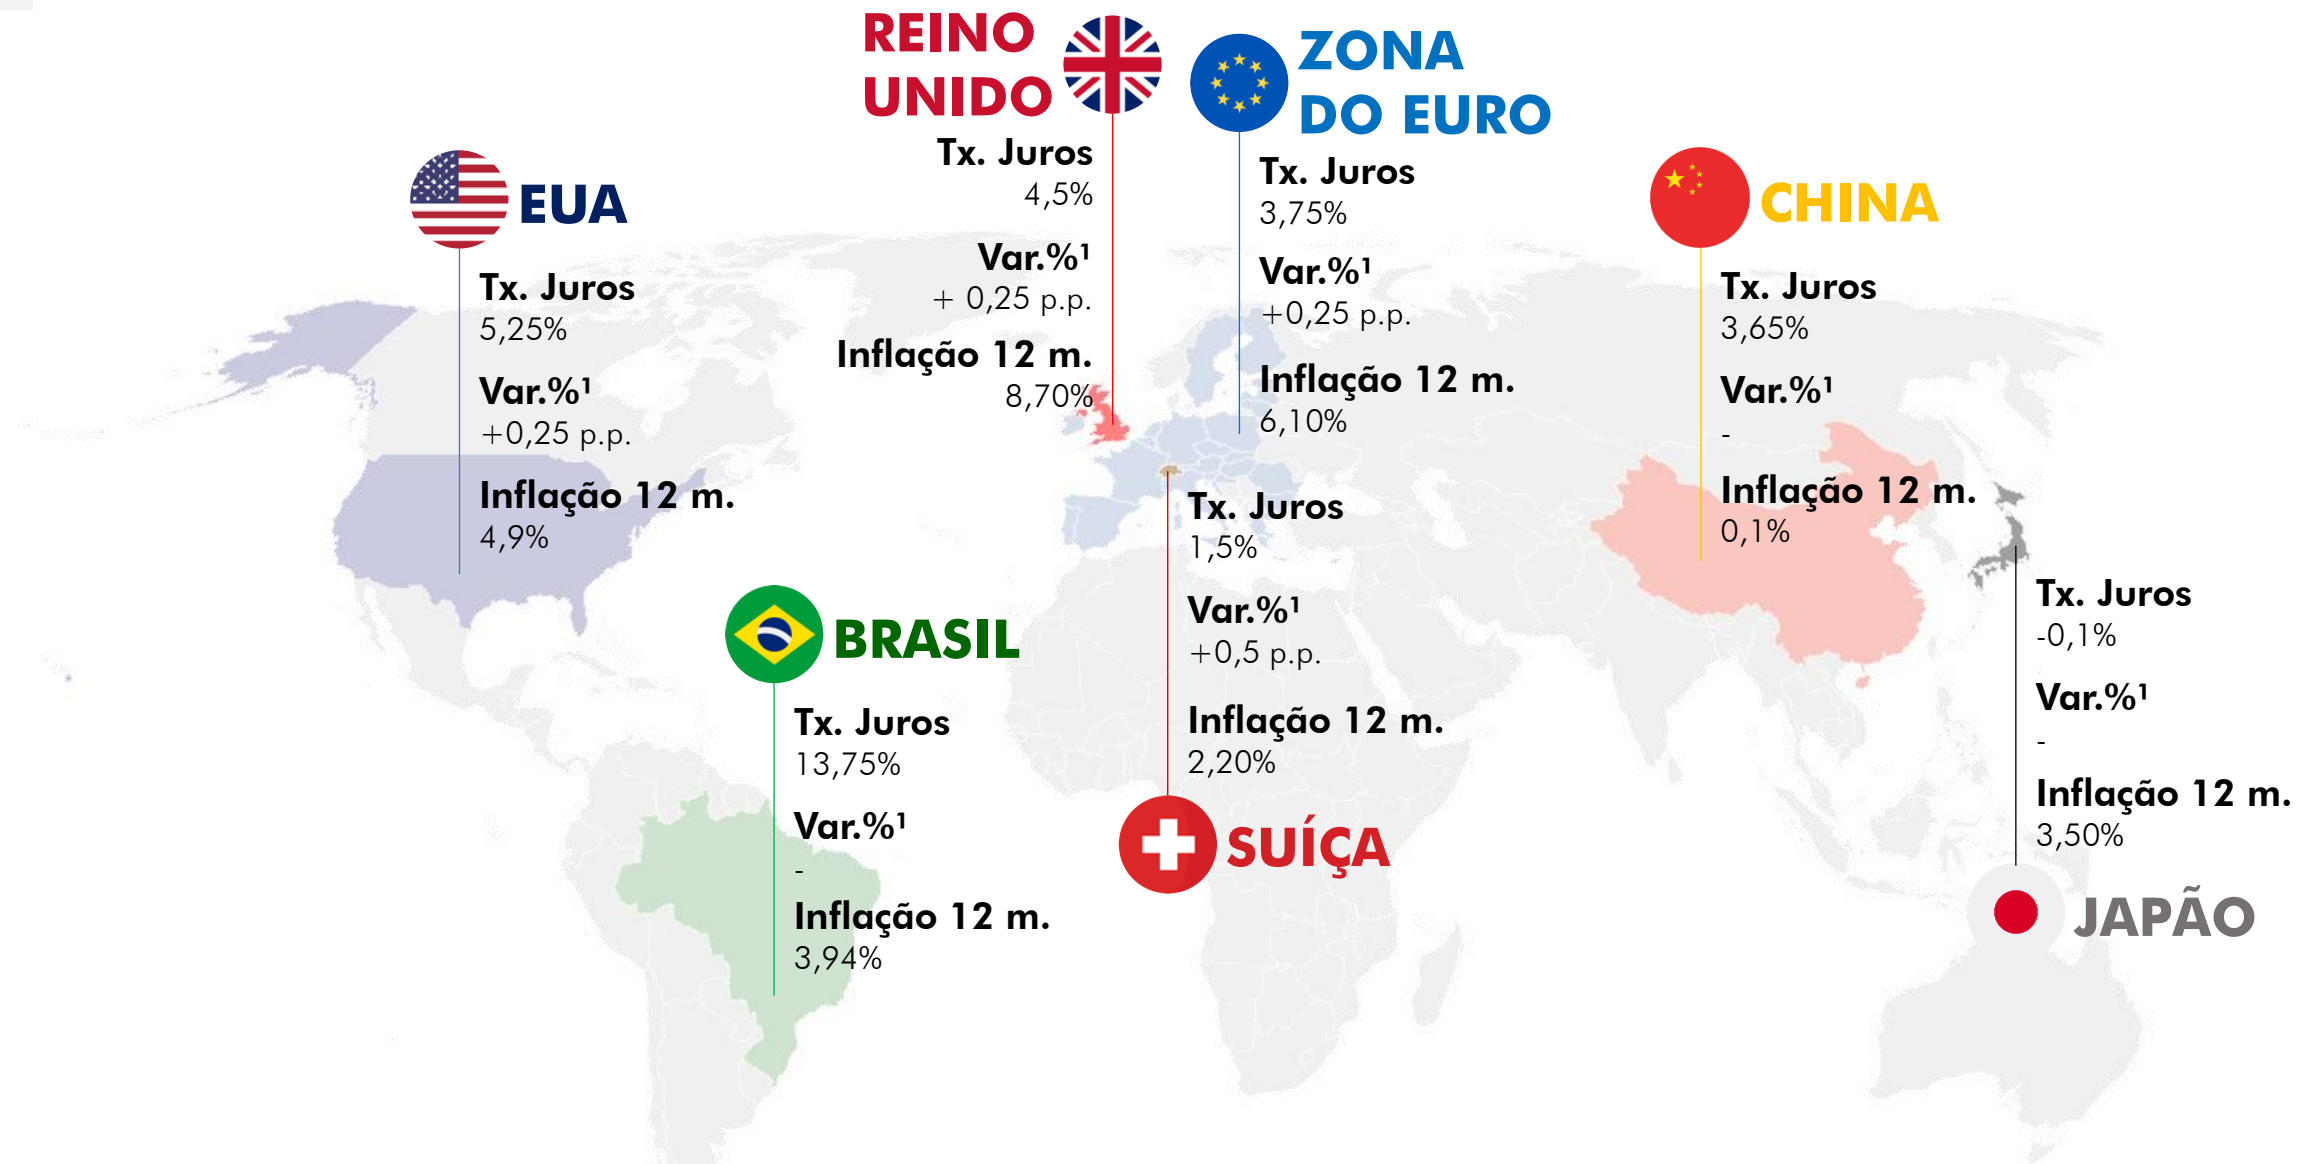 REINO
UNIDO
Tx. Juros
4,5%
Var.%¹
+ 0,25 p.p.
Inflação 12 m.
8,70%
ZONA
DO EURO
Tx. Juros
3,75%
Var.%¹
+0,25 p.p.
Inflação 12 m.
6,10%
EUA
Tx. Juros
5,25%
Var.%¹
+0,25 p.p.
Inflação 12 m.
4,9%
CHINA
Tx. Juros
3,65%
Var.%¹
-
Inflação 12 m.
0,1%
BRASIL
Tx. Juros
13,75%
Var.%¹
-
Inflação 12 m.
3,94%
Tx. Juros
1,5%
Var.%¹
+0,5 p.p.
Inflação 12 m.
2,20%
SUÍÇA
Tx. Juros
-0,1%
Var.%¹
-
Inflação 12 m.
3,50%
JAPÃO